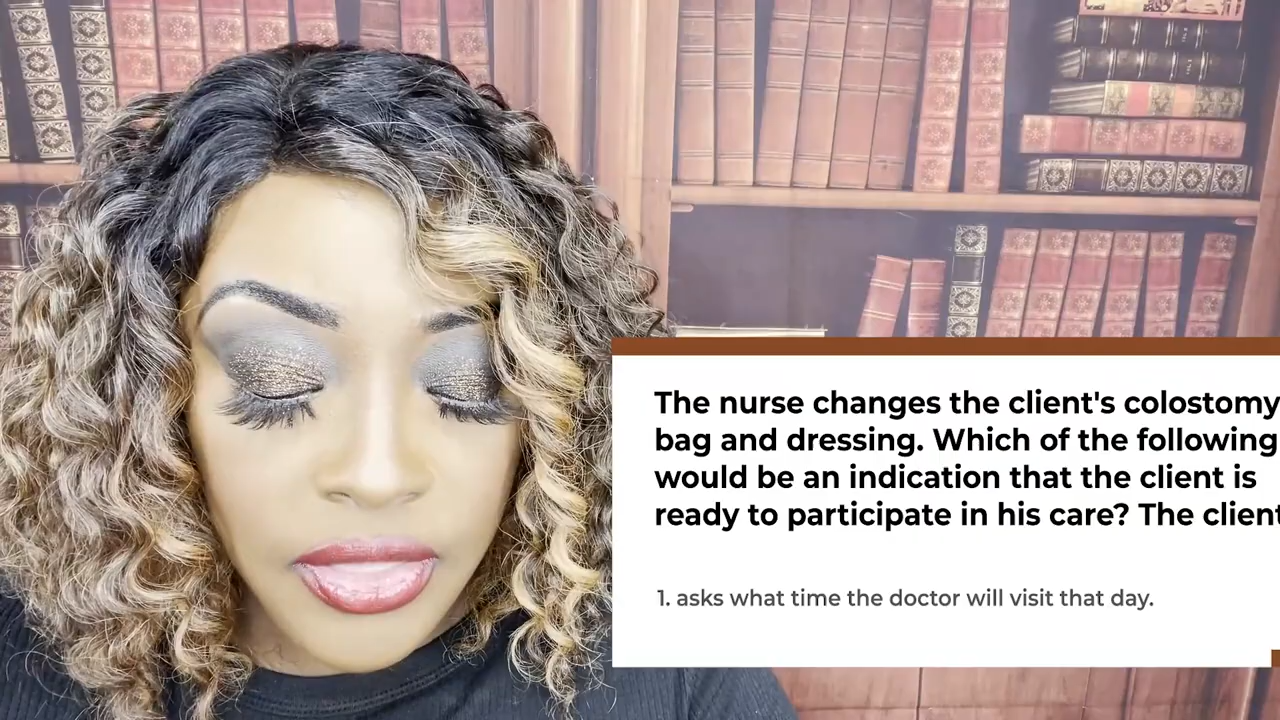 The nurse changes the client's colostomy
bag and dressing. Which of the following
would be an indication that the client is
ready to participate in his care? The client
1. asks what time the doctor will visit that day.